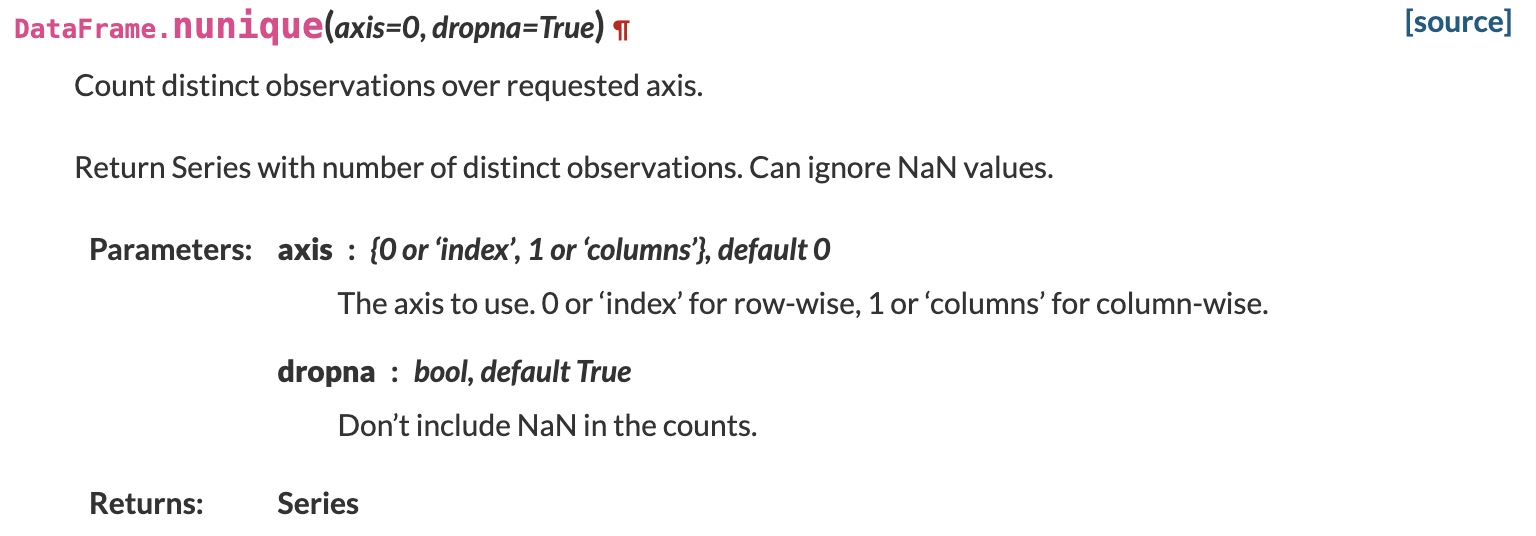 DataFrame.nunique(axis=0, dropna=True) ¶ [source]
Count distinct observations over requested axis.
Return Series with number of distinct observations. Can ignore NaN values.
Parameters: axis : {0 or ‘index’, 1 or ‘columns’}, default 0
The axis to use. 0 or ‘index’ for row-wise, 1 or ‘columns’ for column-wise.
dropna : bool, default True
Don’t include NaN in the counts.
Returns: Series